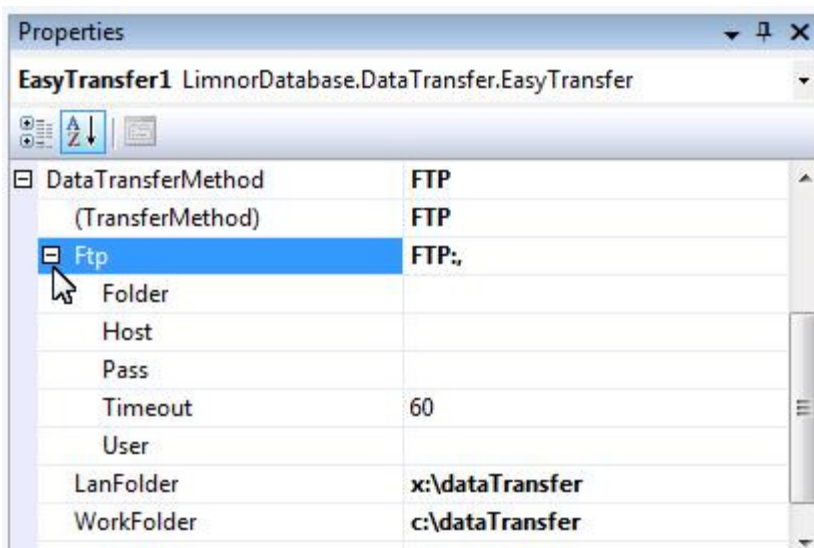 Properties
EasyTransfer1 LimnorDatabase.DataTransfer.EasyTransfer
A
Z
DataTransferMethod FTP
(TransferMethod) FTP
Ftp FTP:,
Folder
Host
Pass
Timeout 60
User
LanFolder x:\dataTransfer
WorkFolder c:\dataTransfer